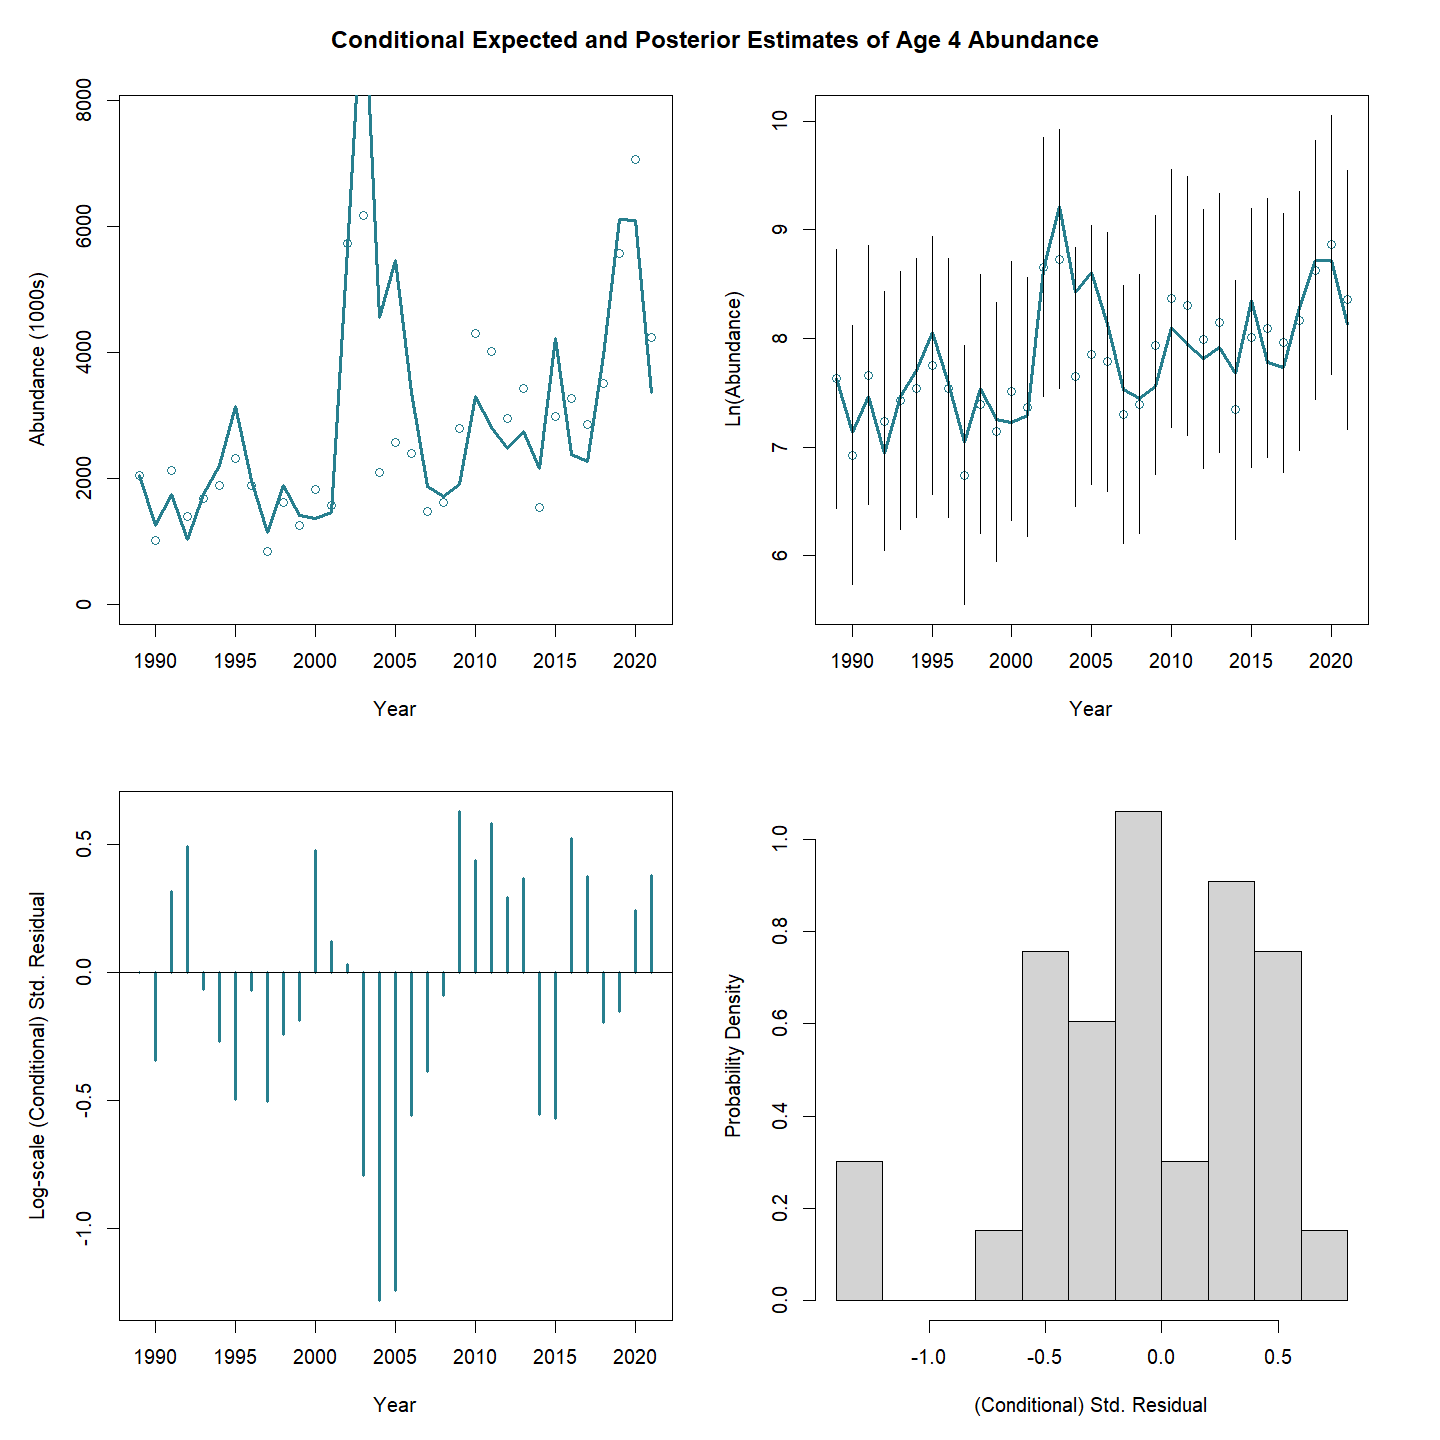 Conditional Expected and Posterior Estimates of Age 4 Abundance
Abundance (1000s)
0 2000 4000 6000 8000
1990 1995 2000 2005 2010 2015 2020
Year
Ln(Abundance)
6 7 8 9 10
1990 1995 2000 2005 2010 2015 2020
Year
Log-scale (Conditional) Std. Residual
-1.0 -0.5 0.0 0.5
1990 1995 2000 2005 2010 2015 2020
Year
Probability Density
0.0 0.2 0.4 0.6 0.8 1.0
-1.0 -0.5 0.0 0.5
(Conditional) Std. Residual